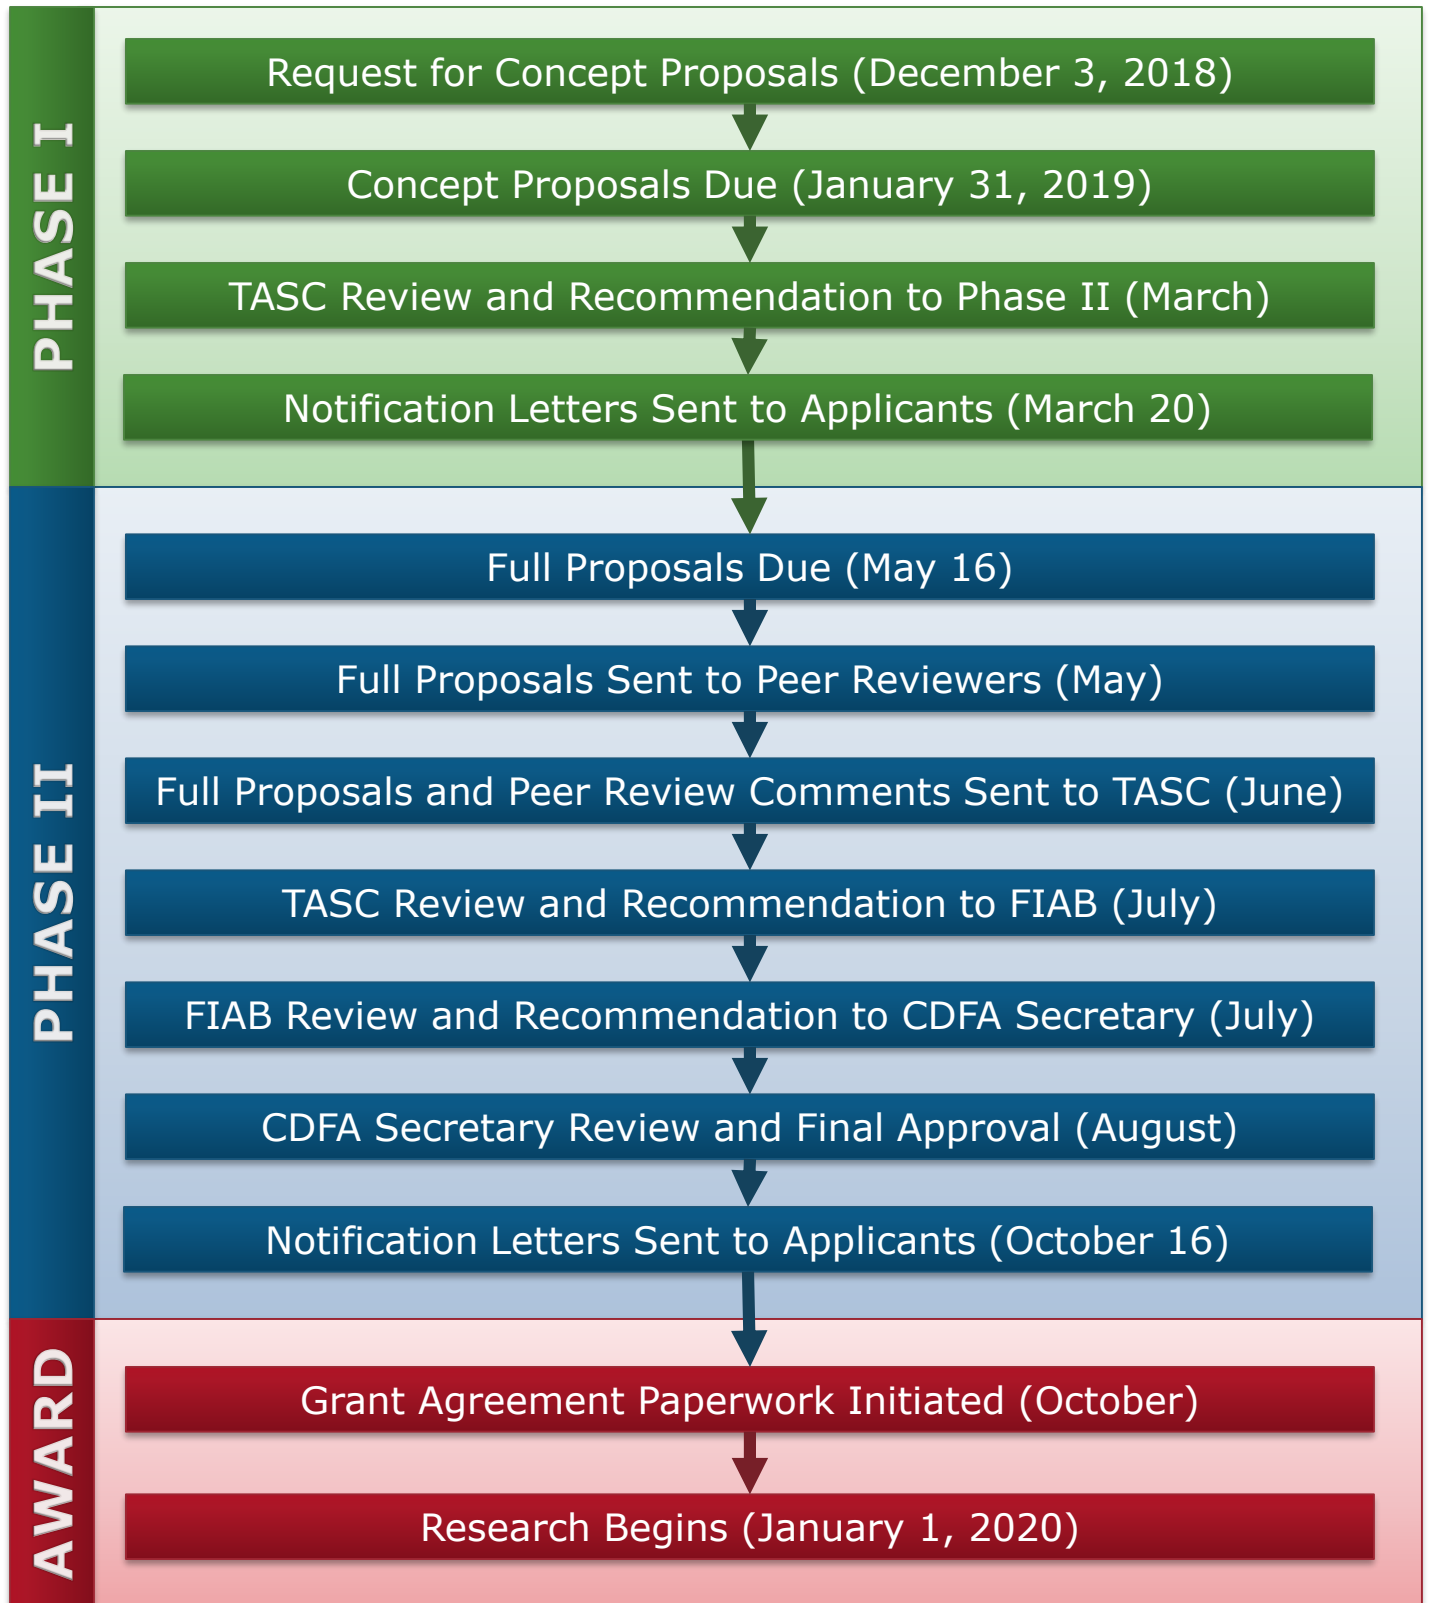 PHASE I
Request for Concept Proposals (December 3, 2018)
Concept Proposals Due (January 31, 2019)
TASC Review and Recommendation to Phase II (March)
Notification Letters Sent to Applicants (March 20)
PHASE II
Full Proposals Due (May 16)
Full Proposals Sent to Peer Reviewers (May)
Full Proposals and Peer Review Comments Sent to TASC (June)
TASC Review and Recommendation to FIAB (July)
FIAB Review and Recommendation to CDFA Secretary (July)
CDFA Secretary Review and Final Approval (August)
Notification Letters Sent to Applicants (October 16)
AWARD
Grant Agreement Paperwork Initiated (October)
Research Begins (January 1, 2020)